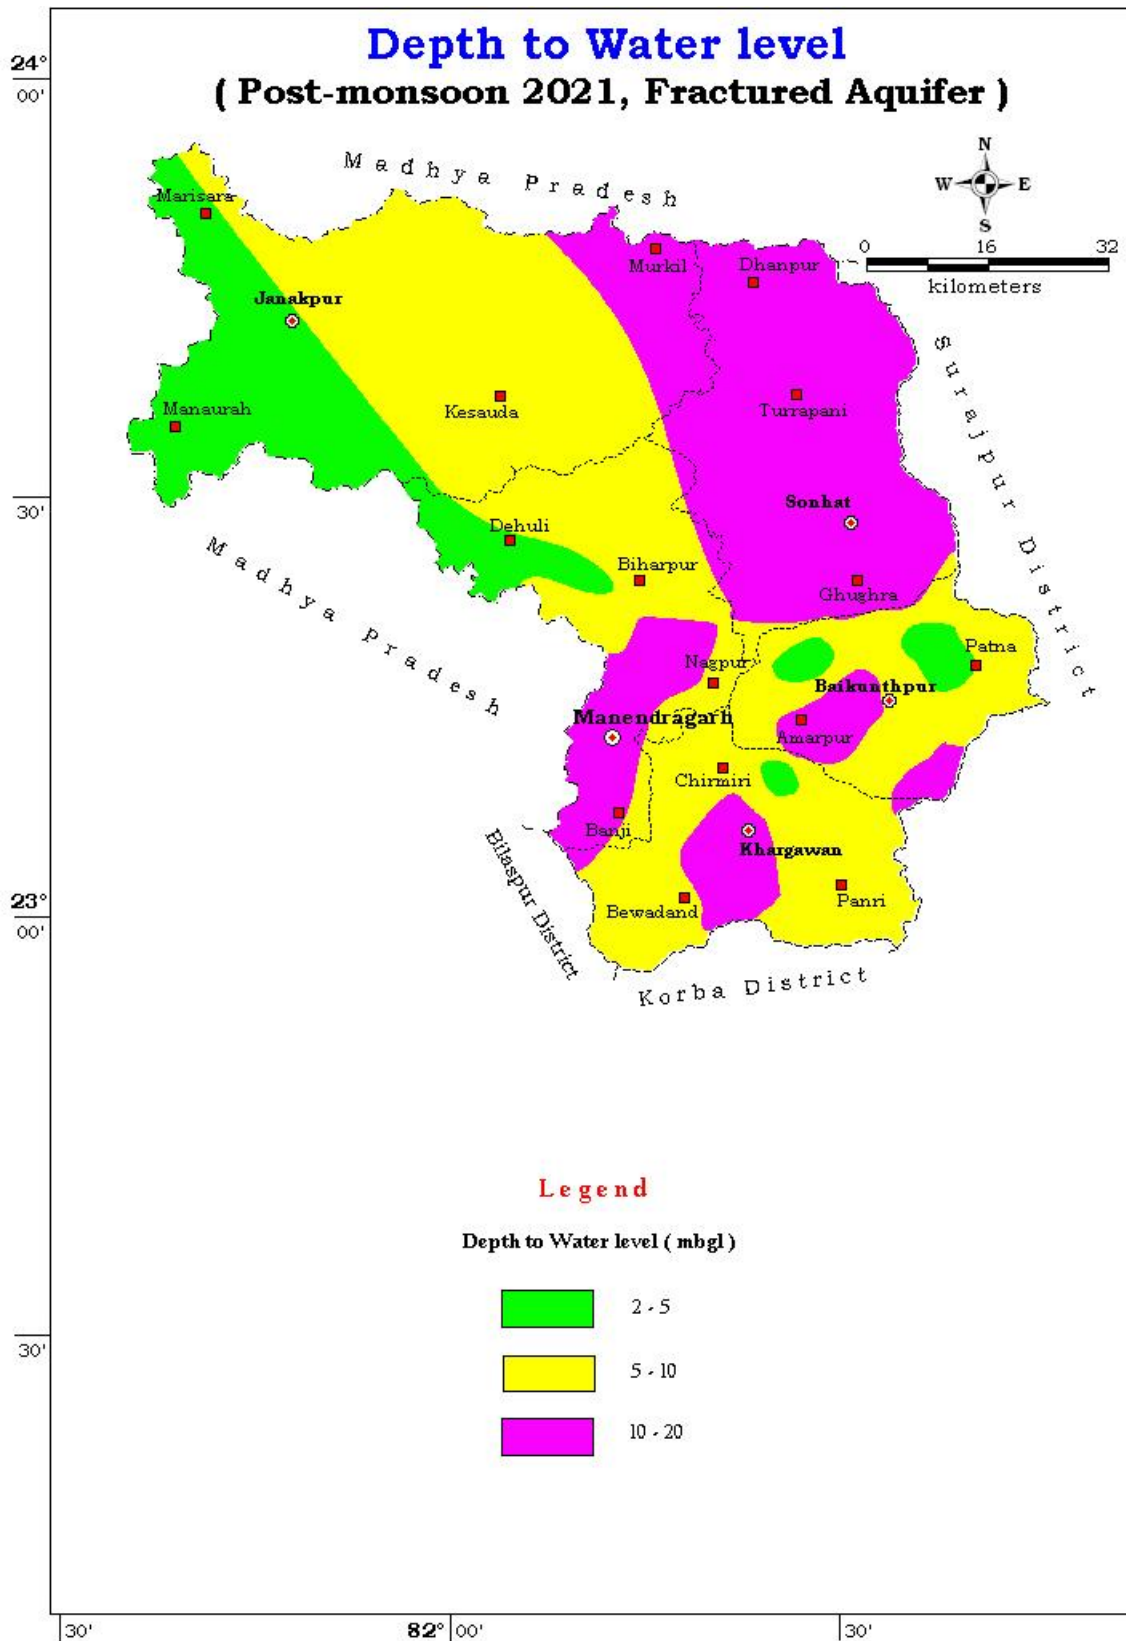 Depth to Water level
( Post-monsoon 2021, Fractured Aquifer )
24°
00'
Madhya Pradesh
N
W E
S
0 16 32
kilometers
Marisara
Murkil
Dhanpur
Janakpur
Surajpur District
Manaurah
Kesauda
Turrapani
30'
Sonhat
Dehuli
Madhya Pradesh
Biharpur
Ghughra
Patna
Nagpur
Baikunthpur
Manendragarh
Amarpur
Chirmiri
Banji
Bilaspur District
Khargawan
Panri
Bewadand
23°
00'
Korba District
Legend
Depth to Water level ( mbgl )
2 - 5
5 - 10
10 - 20
30'
30' 82° 00' 30'